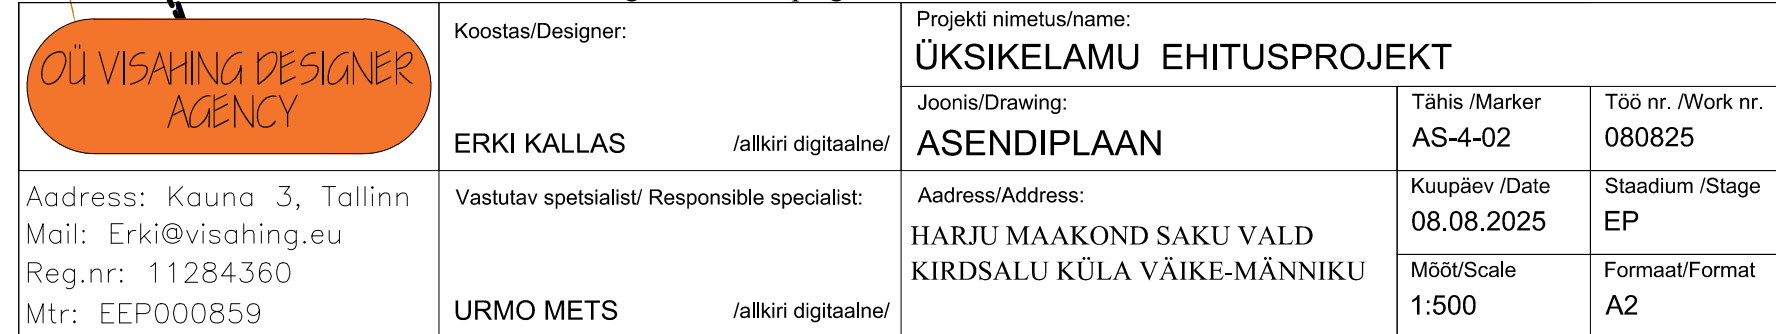 OÜ VISAHING DESIGNER
AGENCY
Koostas/Designer:
ERKI KALLAS /allkiri digitaalne/
Projekti nimetus/name:
ÜKSIKELAMU EHITUSPROJEKT
Joonis/Drawing:
ASENDIPLAAN
Tähis /Marker
AS-4-02
Töö nr. /Work nr.
080825
Aadress: Kauna 3, Tallinn
Mail: Erki@visahing.eu
Reg.nr: 11284360
Mtr: EEP000859
Vastutav spetsialist/ Responsible specialist:
URMO METS /allkiri digitaalne/
Aadress/Address:
HARJU MAAKOND SAKU VALD
KIRDSALU KÜLA VÄIKE-MÄNNIKU
Kuupäev /Date
08.08.2025
Staadium /Stage
EP
Mõõt/Scale
1:500
Formaat/Format
A2